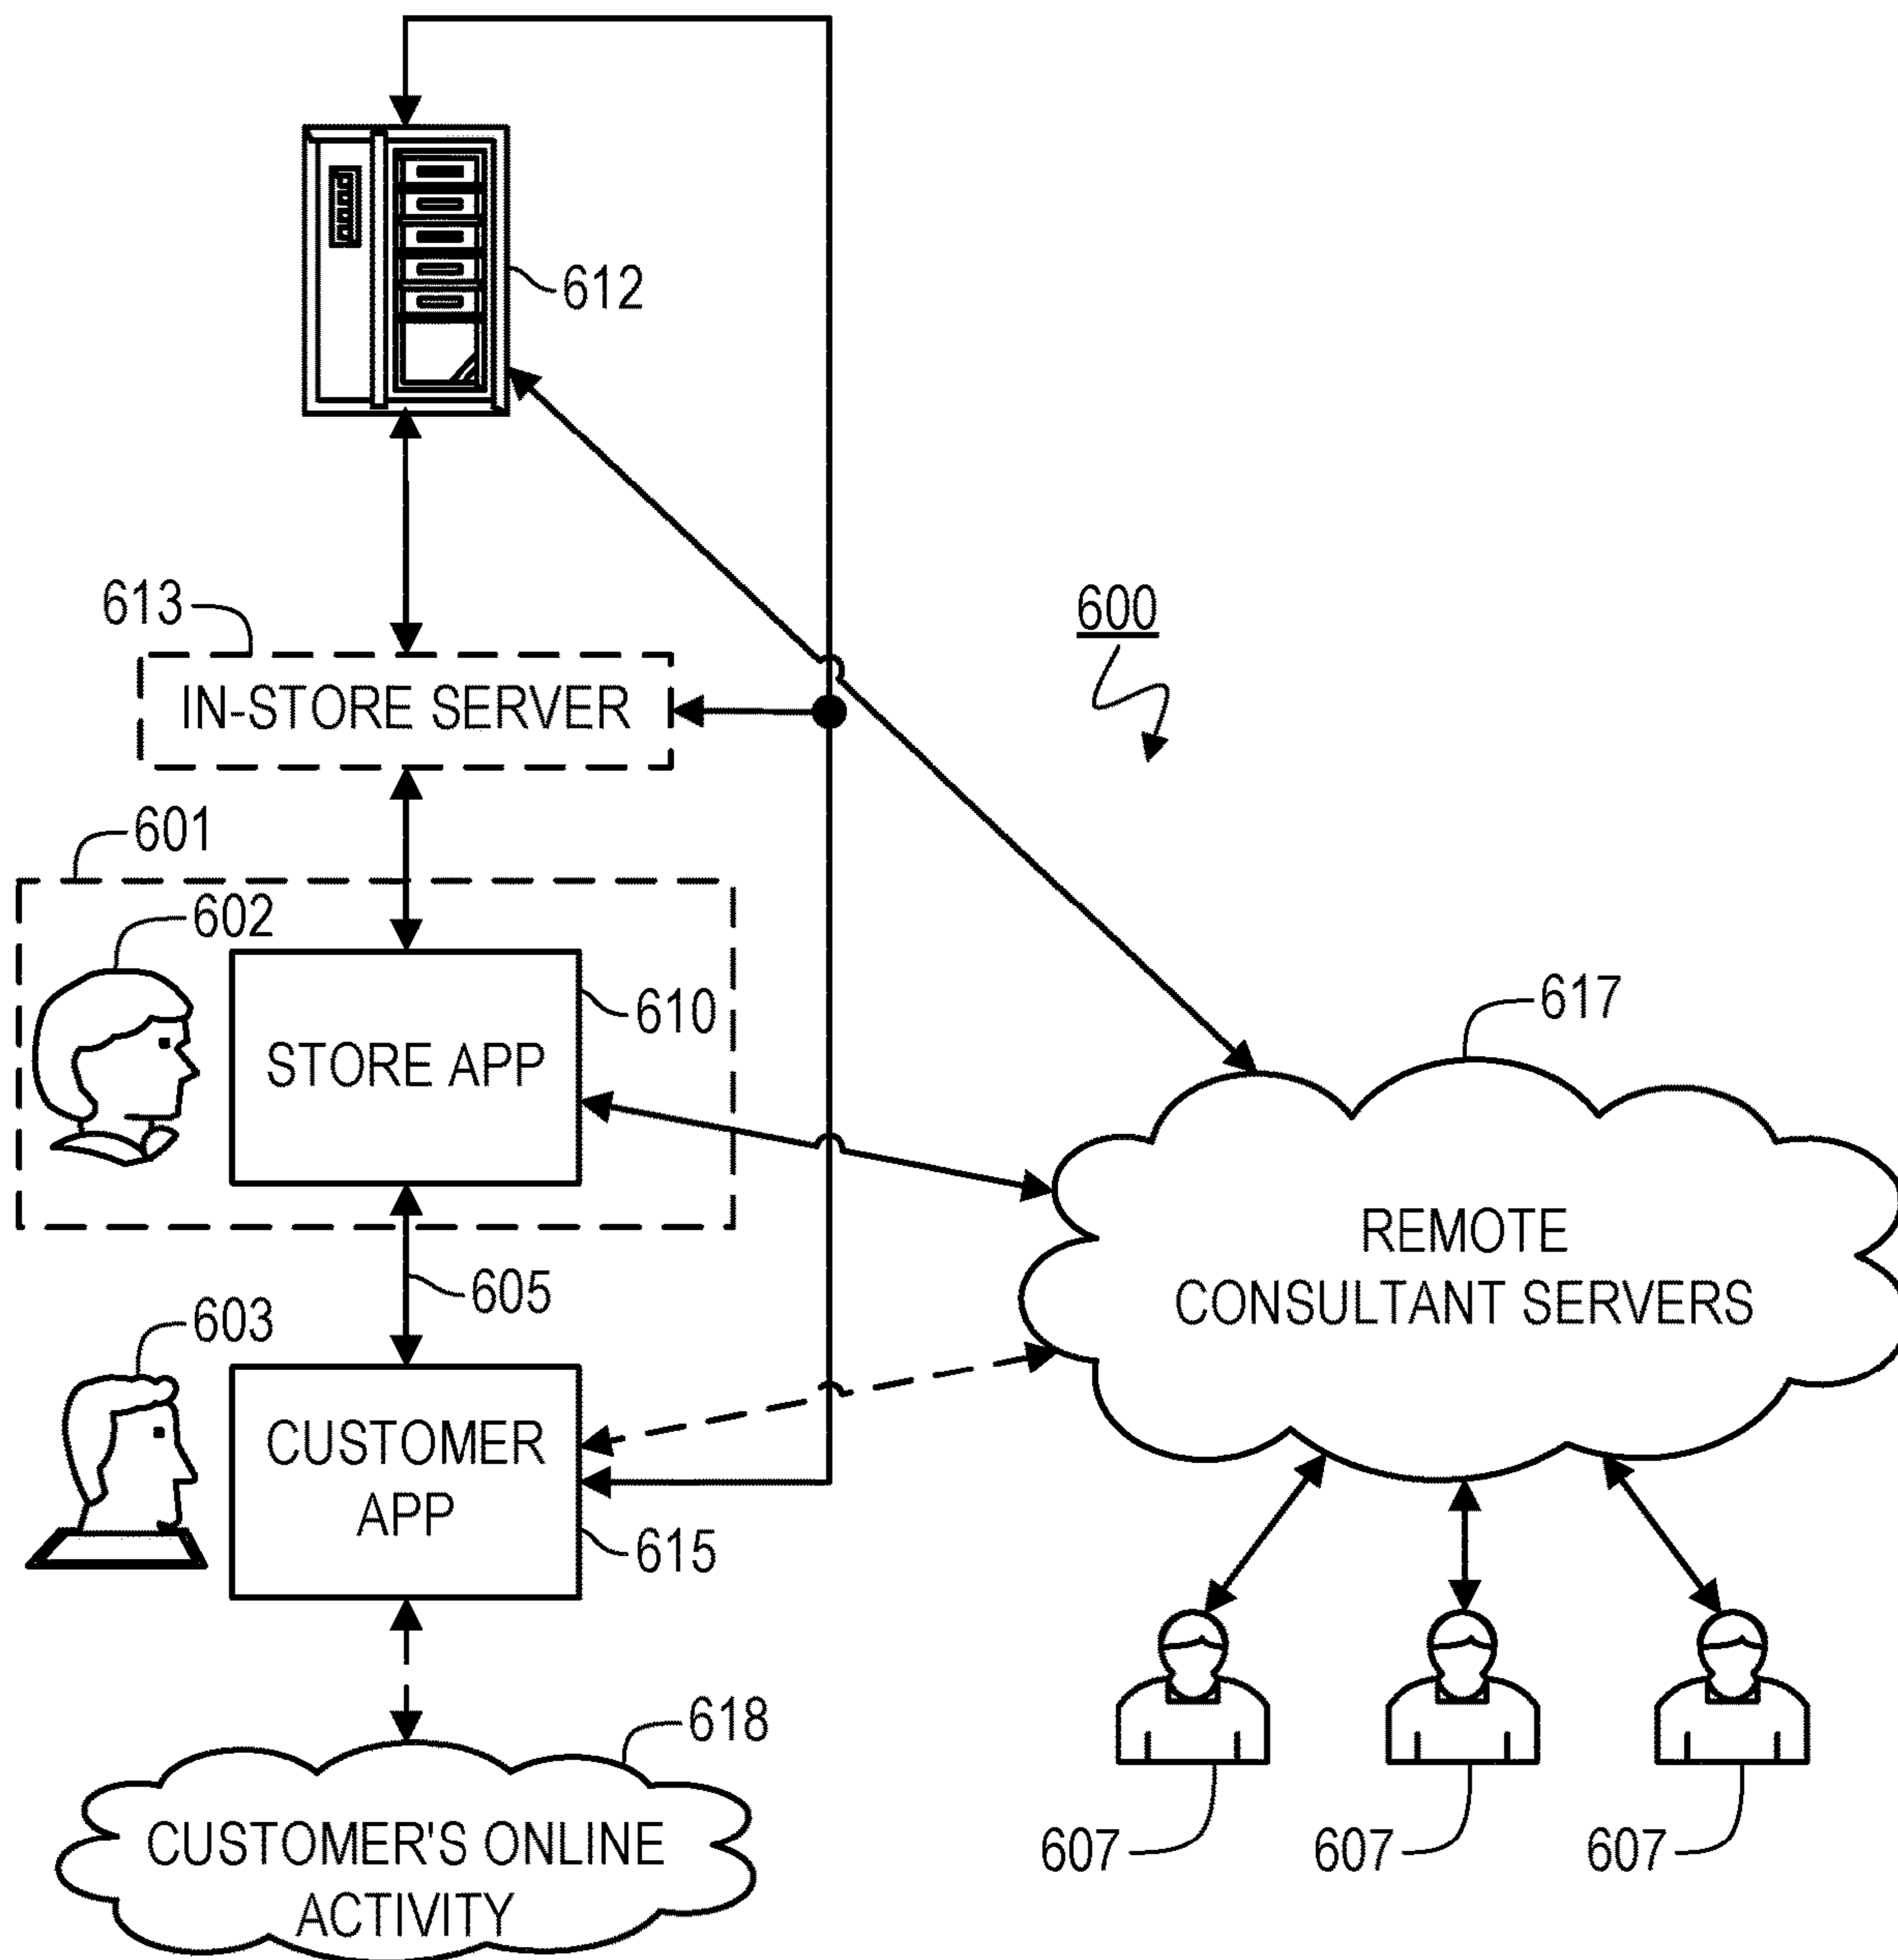 612
613
600
IN-STORE SERVER
601
602
617
610
STORE APP
REMOTE
CONSULTANT SERVERS
605
603
CUSTOMER
APP
615
618
CUSTOMER'S ONLINE
ACTIVITY
607
607
607